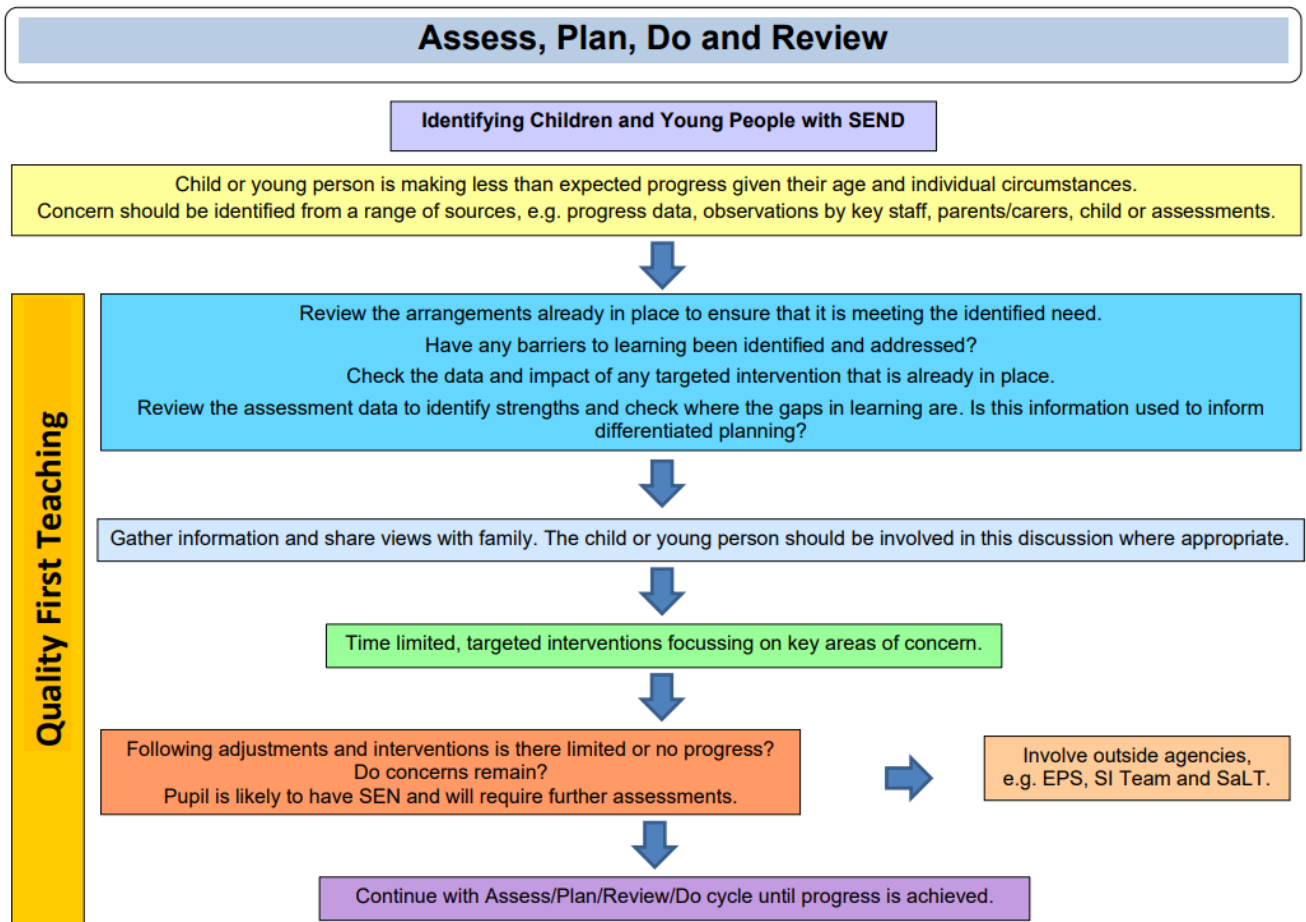 Assess, Plan, Do and Review
Identifying Children and Young People with SEND
Child or young person is making less than expected progress given their age and individual circumstances.
Concern should be identified from a range of sources, e.g. progress data, observations by key staff, parents/carers, child or assessments.
Quality First Teaching
Review the arrangements already in place to ensure that it is meeting the identified need.
Have any barriers to learning been identified and addressed?
Check the data and impact of any targeted intervention that is already in place.
Review the assessment data to identify strengths and check where the gaps in learning are. Is this information used to inform
differentiated planning?
Gather information and share views with family. The child or young person should be involved in this discussion where appropriate.
Time limited, targeted interventions focussing on key areas of concern.
Following adjustments and interventions is there limited or no progress?
Do concerns remain?
Pupil is likely to have SEN and will require further assessments.
Involve outside agencies,
e.g. EPS, SI Team and SaLT.
Continue with Assess/Plan/Review/Do cycle until progress is achieved.